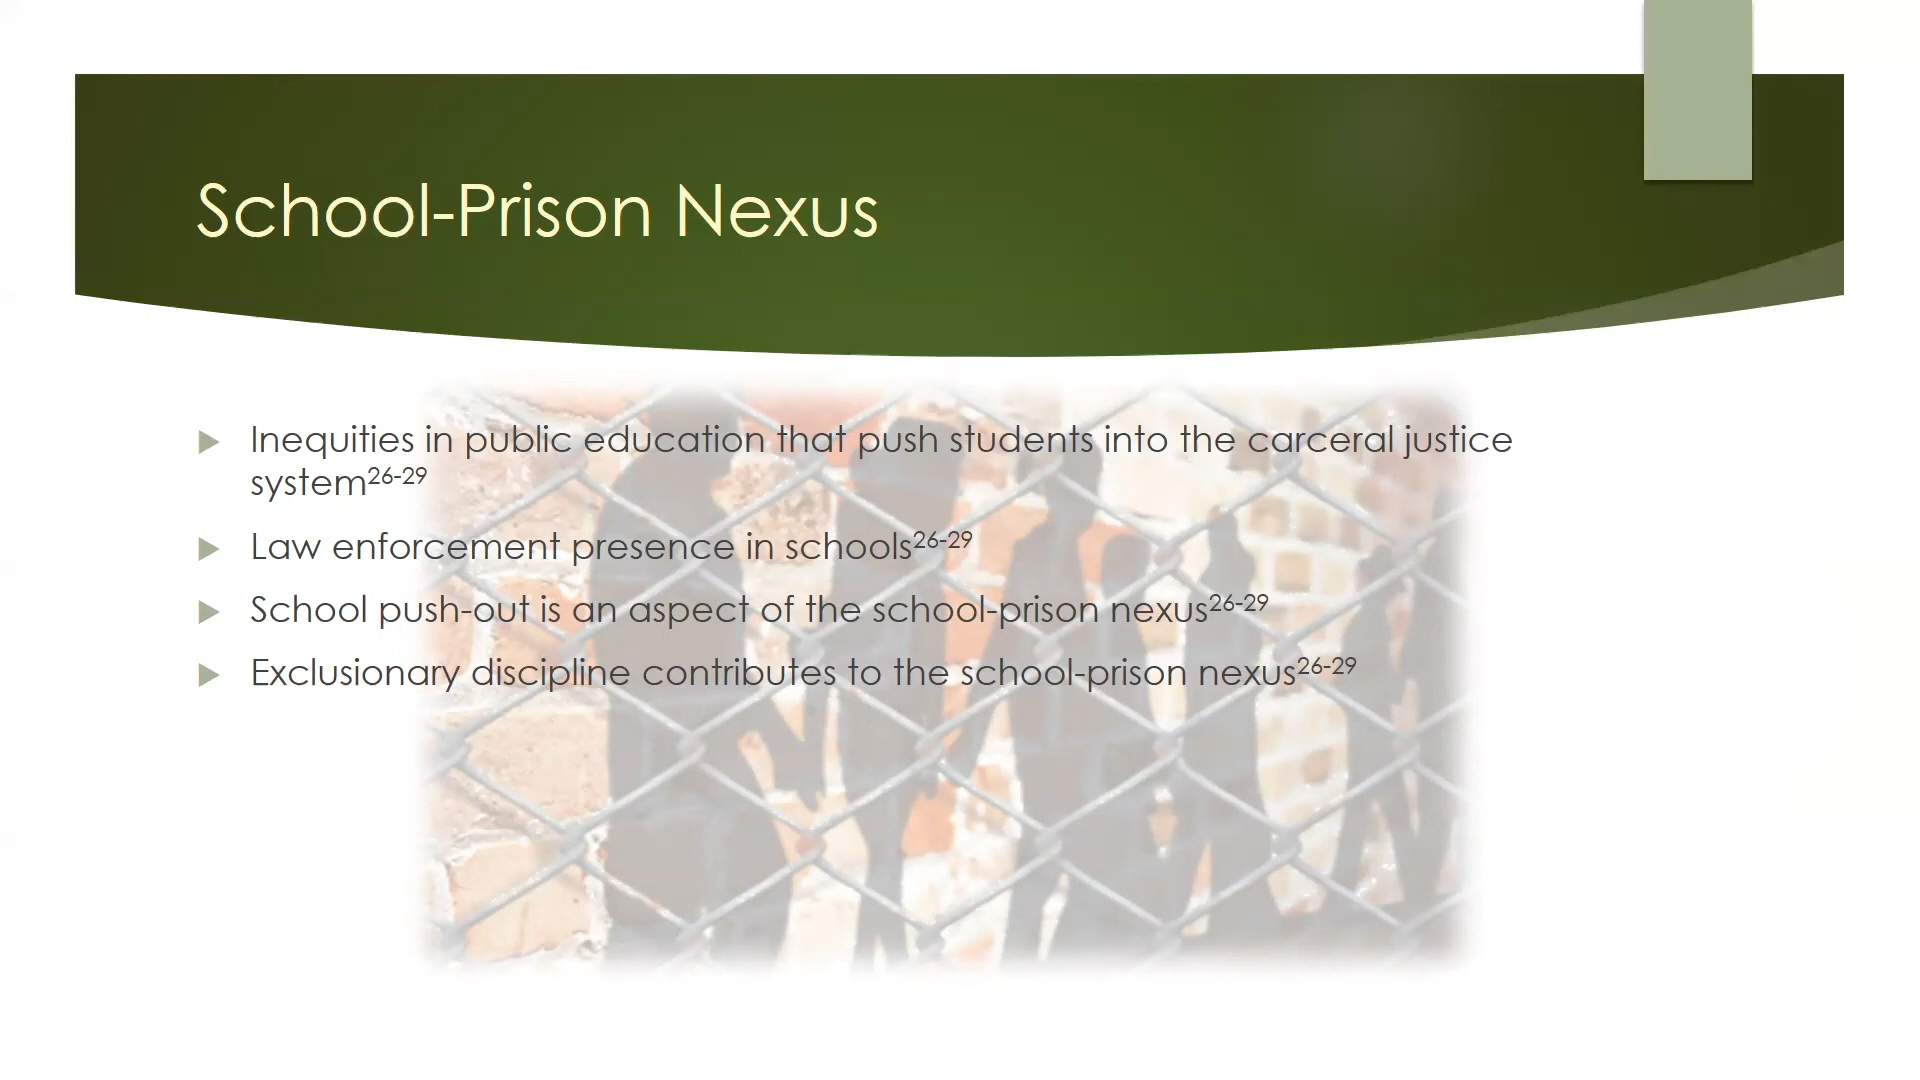 School-Prison Nexus
Inequities in public education that push students into the carceral justice
system26-29
Law enforcement presence in schools26-29
School push-out is an aspect of the school-prison nexus26-29
Exclusionary discipline contributes to the school-prison nexus26-29